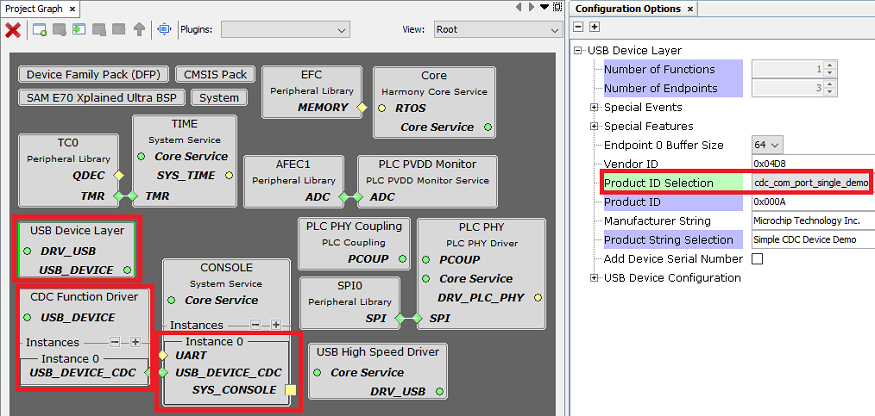 Project Graph
Plugins:
View: Root
Device Family Pack (DFP)
CMSIS Pack
SAM E70 Xplained Ultra BSP
System
EFC
Peripheral Library
MEMORY
Core
Harmony Core Service
RTOS
Core Service
TC0
Peripheral Library
QDEC
TMR
TIME
System Service
Core Service
SYS_TIME
TMR
AFEC1
Peripheral Library
ADC
PLC PVDD Monitor
PLC PVDD Monitor Service
ADC
USB Device Layer
DRV_USB
USB_DEVICE
CDC Function Driver
USB_DEVICE
Instances
Instance 0
USB_DEVICE_CDC
CONSOLE
System Service
Core Service
Instances
Instance 0
UART
USB_DEVICE_CDC
SYS_CONSOLE
PLC PHY Coupling
PLC Coupling
PCOUP
SPI0
Peripheral Library
SPI
PLC PHY
PLC PHY Driver
PCOUP
Core Service
DRV_PLC_PHY
SPI
USB High Speed Driver
Core Service
DRV_USB
Configuration Options
USB Device Layer
Number of Functions 1
Number of Endpoints 3
Special Events
Special Features
Endpoint 0 Buffer Size 64
Vendor ID 0x04D8
Product ID Selection cdc_com_port_single_demo
Product ID 0x000A
Manufacturer String Microchip Technology Inc.
Product String Selection Simple CDC Device Demo
Add Device Serial Number
USB Device Configuration